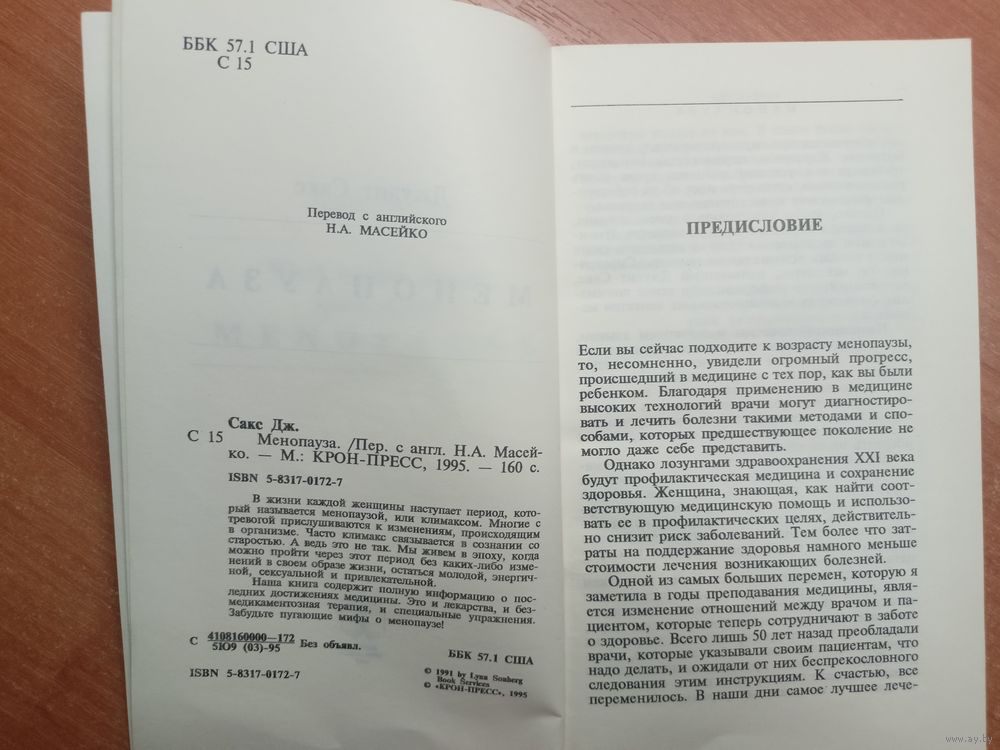 ББК 57.1 США
С 15
Перевод с английского
Н.А. МАСЕЙКО
Сакс Дж.
С 15 Менопауза. /Пер. с англ. Н.А. Масей-
ко. — М.: КРОН-ПРЕСС, 1995. — 160 с.
ISBN 5-8317-0172-7
В жизни каждой женщины наступает период, кото-
рый называется менопаузой, или климаксом. Многие с
тревогой прислушиваются к изменениям, происходящим
в организме. Часто климакс связывается в сознании со
старостью. А ведь это не так. Мы живем в эпоху, когда
можно пройти через этот период без каких-либо изме-
нений в своем образе жизни, остаться молодой, энергич-
ной, сексуальной и привлекательной.
Наша книга содержит полную информацию о пос-
ледних достижениях медицины. Это и лекарства, и без-
медикаментозная терапия, и специальные упражнения.
Забудьте пугающие мифы о менопаузе!
С 4108160000—172 Без объявл.
5Ю9 (03)-95
ББК 57.1 США
ISBN 5-8317-0172-7
© 1991 by Lynn Sonberg
Book Services
© «КРОН-ПРЕСС», 1995
ПРЕДИСЛОВИЕ
Если вы сейчас подходите к возрасту менопаузы,
то, несомненно, увидели огромный прогресс,
происшедший в медицине с тех пор, как вы были
ребенком. Благодаря применению в медицине
высоких технологий врачи могут диагностиро-
вать и лечить болезни такими методами и спо-
собами, которых предшествующее поколение не
могло даже себе представить.
Однако лозунгами здравоохранения XXI века
будут профилактическая медицина и сохранение
здоровья. Женщина, знающая, как найти соот-
ветствующую медицинскую помощь и использо-
вать ее в профилактических целях, действитель-
но снизит риск заболеваний. Тем более что зат-
раты на поддержание здоровья намного меньше
стоимости лечения возникающих болезней.
Одной из самых больших перемен, которую я
заметила в годы преподавания медицины, явля-
ется изменение отношений между врачом и па-
циентом, которые теперь сотрудничают в заботе
о здоровье. Всего лишь 50 лет назад преобладали
врачи, которые указывали своим пациентам, что
надо делать, и ожидали от них беспрекословного
следования этим инструкциям. К счастью, все
переменилось. В наши дни самое лучшее лече-
www.ay.by